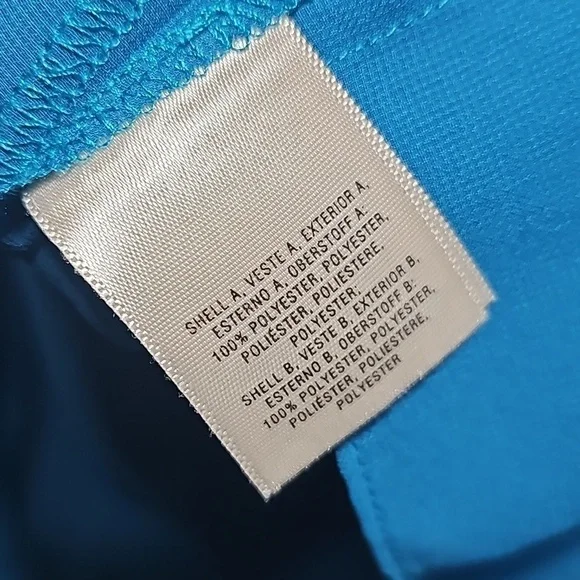 SHELL A, VESTE A, EXTERIOR A,
ESTERNO A, OBERSTOFF A:
100% POLYESTER, POLYESTER,
POLIÉSTER, POLIESTERE.
POLYESTER:
SHELL B, VESTE B, EXTERIOR B,
ESTERNO B, OBERSTOFF B:
100% POLYESTER, POLYESTER,
POLIÉSTER, POLIESTERE.
POLYESTER